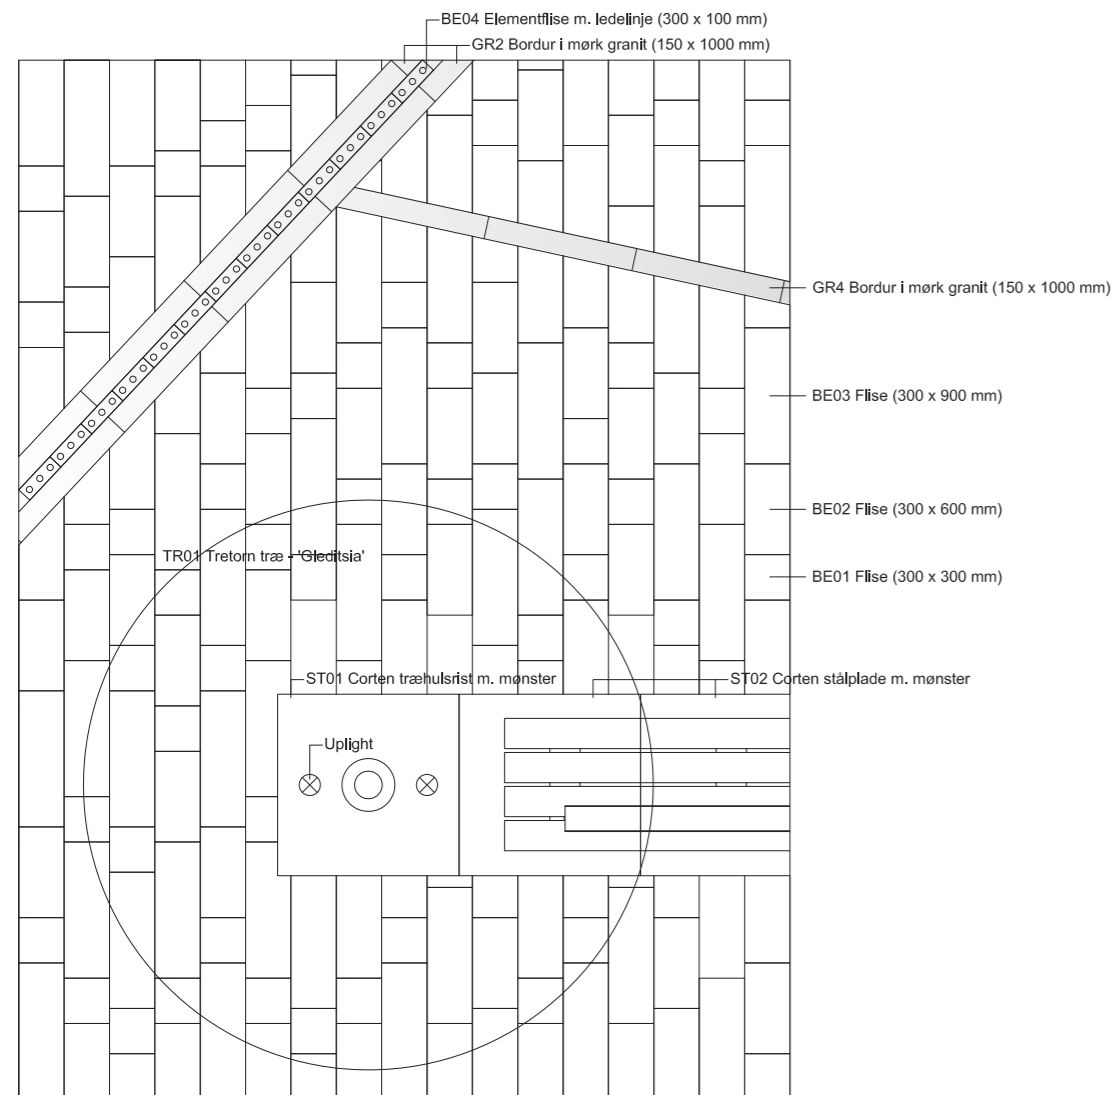 BE04 Elementflise m. ledelinje (300 x 100 mm)
GR2 Bordur i mørk granit (150 x 1000 mm)
GR4 Bordur i mørk granit (150 x 1000 mm)
BE03 Flise (300 x 900 mm)
BE02 Flise (300 x 600 mm)
TR01 Tretorn træ - 'Gleditsia'
BE01 Flise (300 x 300 mm)
ST01 Corten træhulsrist m. mønster
ST02 Corten stålplade m. mønster
Uplight